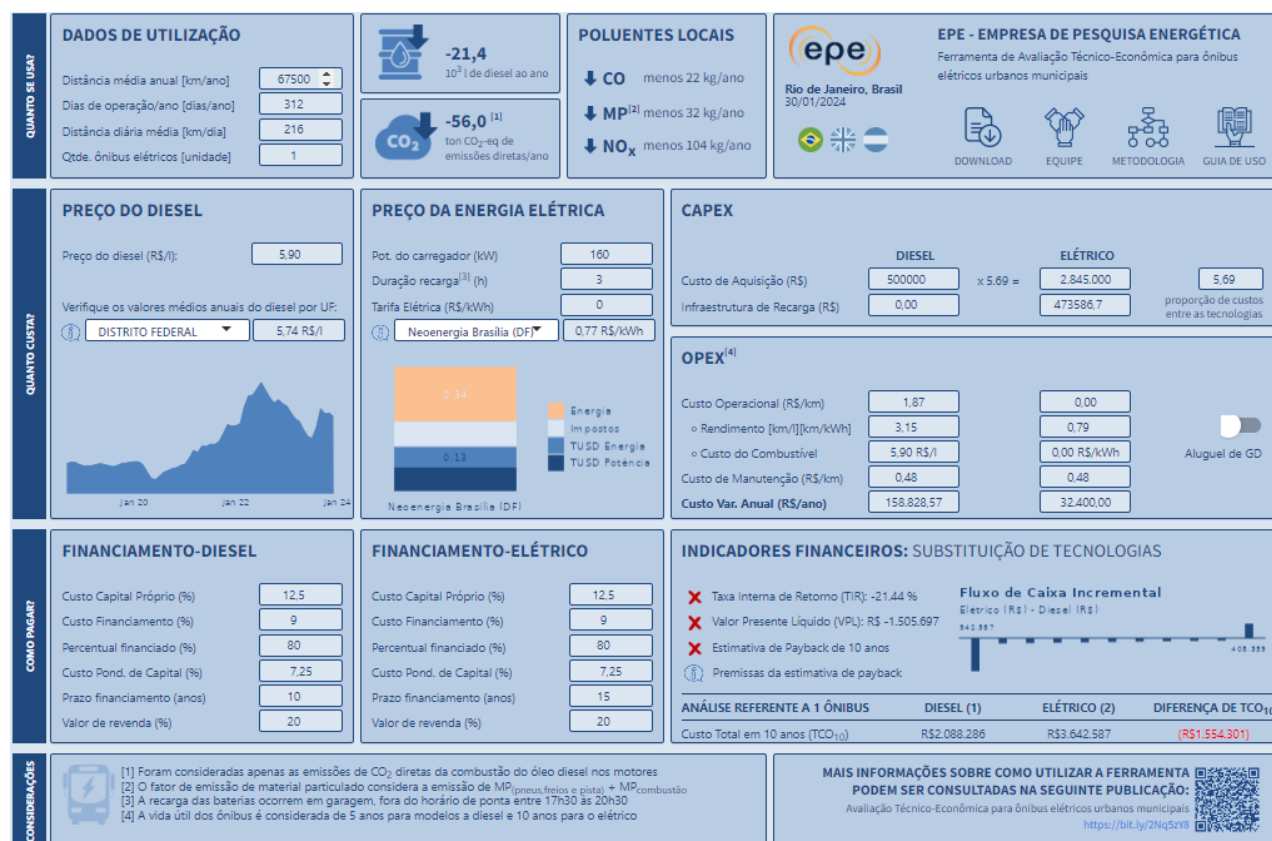 QUANTO SE USA?
DADOS DE UTILIZAÇÃO
Distância média anual [km/ano] 67500
Dias de operação/ano [dias/ano] 312
Distância diária média [km/dia] 216
Qtde. ônibus elétricos [unidade] 1
-21,4
10³ l de diesel ao ano
CO₂
-56,0 [1]
ton CO₂-eq de
emissões diretas/ano
POLUENTES LOCAIS
CO menos 22 kg/ano
MP[2] menos 32 kg/ano
NOx menos 104 kg/ano
epe
Rio de Janeiro, Brasil
30/01/2024
EPE - EMPRESA DE PESQUISA ENERGÉTICA
Ferramenta de Avaliação Técnico-Econômica para ônibus
elétricos urbanos municipais
DOWNLOAD EQUIPE METODOLOGIA GUIA DE USO
QUANTO CUSTA?
PREÇO DO DIESEL
Preço do diesel (R$/l): 5,90
Verifique os valores médios anuais do diesel por UF:
DISTRITO FEDERAL 5,74 R$/l
Jan 20 Jan 22 Jan 24
PREÇO DA ENERGIA ELÉTRICA
Pot. do carregador (kW) 160
Duração recarga[3] (h) 3
Tarifa Elétrica (R$/kWh) 0
Neoenergia Brasília (DF) 0,77 R$/kWh
0.34
0.13
Energia
Impostos
TUSD Energia
TUSD Potência
Neoenergia Brasília (DF)
CAPEX
DIESEL ELÉTRICO
Custo de Aquisição (R$) 500000 x 5.69 = 2.845.000 5,69
Infraestrutura de Recarga (R$) 0,00 473586,7
proporção de custos
entre as tecnologias
OPEX[4]
Custo Operacional (R$/km) 1,87 0,00
Rendimento [km/l][km/kWh] 3,15 0,79
Custo do Combustível 5,90 R$/l 0,00 R$/kWh
Aluguel de GD
Custo de Manutenção (R$/km) 0,48 0,48
Custo Var. Anual (R$/ano) 158.828,57 32.400,00
COMO PAGAR?
FINANCIAMENTO-DIESEL
Custo Capital Próprio (%) 12,5
Custo Financiamento (%) 9
Percentual financiado (%) 80
Custo Pond. de Capital (%) 7,25
Prazo financiamento (anos) 10
Valor de revenda (%) 20
FINANCIAMENTO-ELÉTRICO
Custo Capital Próprio (%) 12,5
Custo Financiamento (%) 9
Percentual financiado (%) 80
Custo Pond. de Capital (%) 7,25
Prazo financiamento (anos) 15
Valor de revenda (%) 20
INDICADORES FINANCEIROS: SUBSTITUIÇÃO DE TECNOLOGIAS
Taxa Interna de Retorno (TIR): -21.44 %
Valor Presente Líquido (VPL): R$ -1.505.697
Estimativa de Payback de 10 anos
Premissas da estimativa de payback
Fluxo de Caixa Incremental
Elétrico (R$) - Diesel (R$)
ANÁLISE REFERENTE A 1 ÔNIBUS DIESEL (1) ELÉTRICO (2) DIFERENÇA DE TCO10
Custo Total em 10 anos (TCO10) R$2.088.286 R$3.642.587 (R$1.554.301)
CONSIDERAÇÕES
[1] Foram consideradas apenas as emissões de CO₂ diretas da combustão do óleo diesel nos motores
[2] O fator de emissão de material particulado considera a emissão de MP(pneus,freios e pista) + MPcombustão
[3] A recarga das baterias ocorrem em garagem, fora do horário de ponta entre 17h30 às 20h30
[4] A vida útil dos ônibus é considerada de 5 anos para modelos a diesel e 10 anos para o elétrico
MAIS INFORMAÇÕES SOBRE COMO UTILIZAR A FERRAMENTA
PODEM SER CONSULTADAS NA SEGUINTE PUBLICAÇÃO:
Avaliação Técnico-Econômica para ônibus elétricos urbanos municipais
https://bit.ly/2Nq5zY8